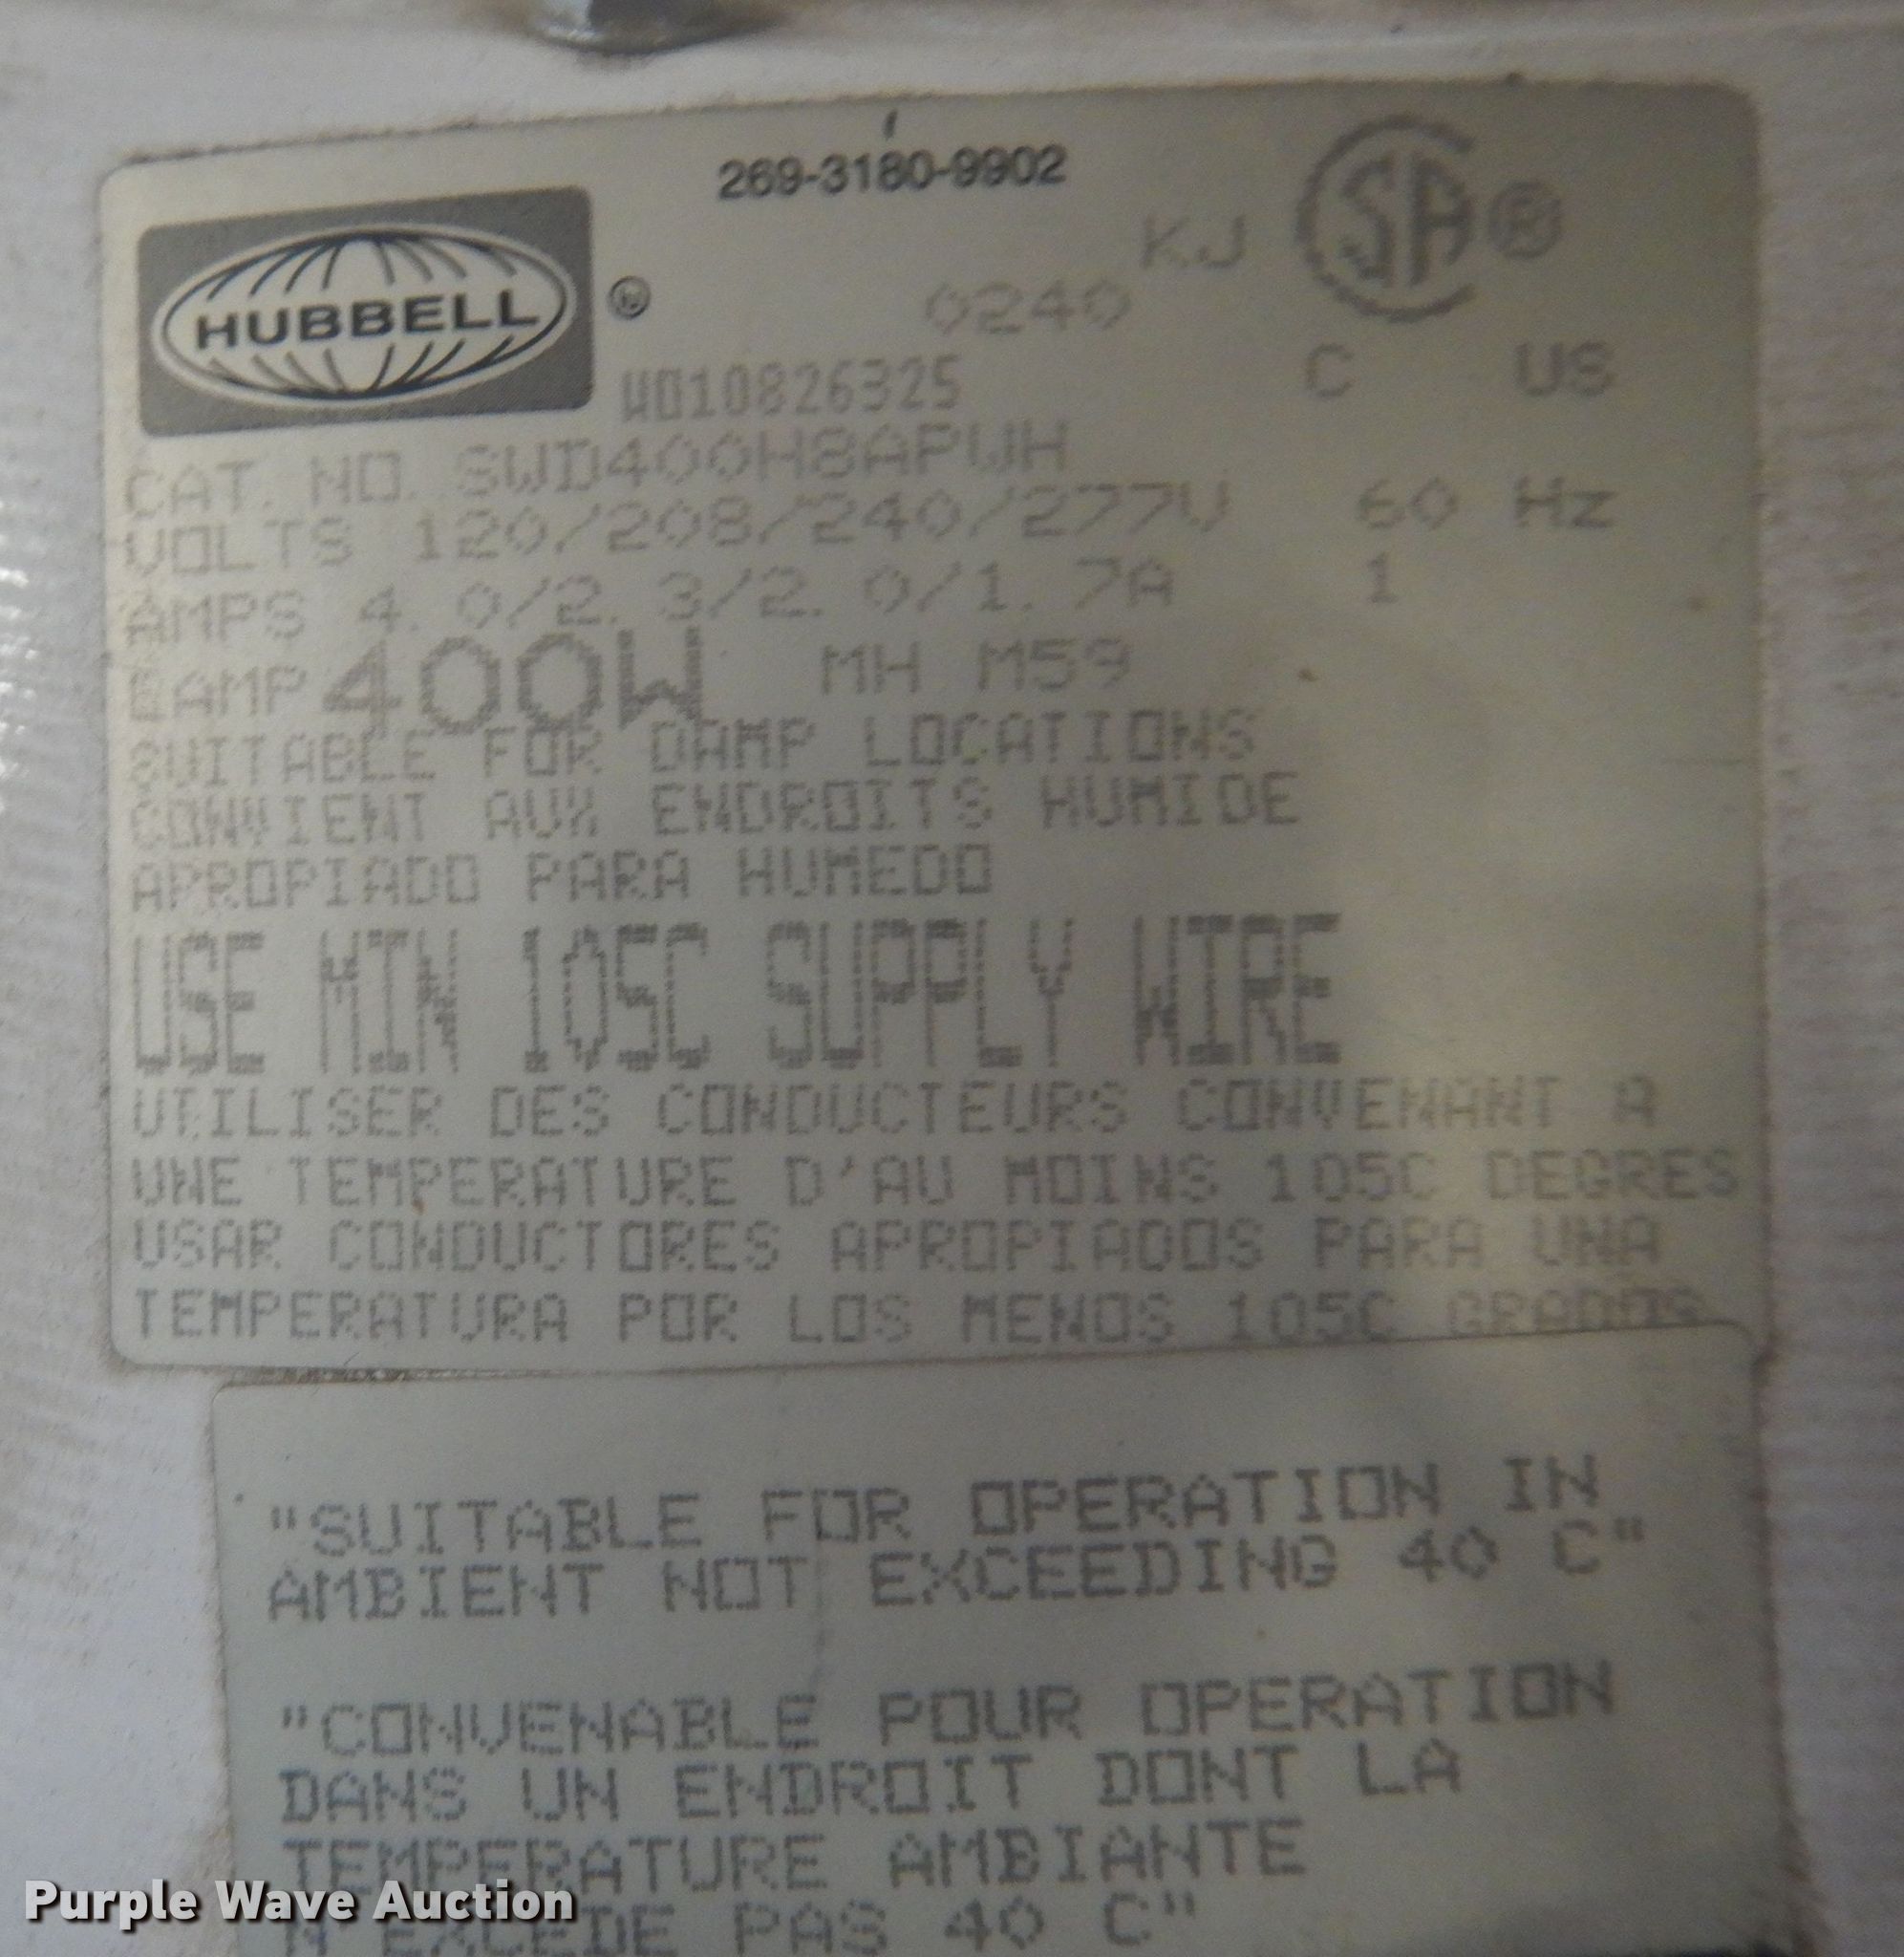 269-3180-9902
HUBBELL ®
KJ
CSA ®
0240
W010826325
C US
CAT. NO. SWD400H8APWH
VOLTS 120/208/240/277V 60 Hz
AMPS 4. 0/2. 3/2. 0/1. 7A 1
LAMP 400W MH M59
SUITABLE FOR DAMP LOCATIONS
CONVIENT AUX ENDROITS HUMIDE
APROPIADO PARA HUMEDO
USE MIN 105C SUPPLY WIRE
UTILISER DES CONDUCTEURS CONVENANT A
UNE TEMPERATURE D'AU MOINS 105C DEGRES
USAR CONDUCTORES APROPIADOS PARA UNA
TEMPERATURA POR LOS MENOS 105C GRADOS
"SUITABLE FOR OPERATION IN
AMBIENT NOT EXCEEDING 40 C"
"CONVENABLE POUR OPERATION
DANS UN ENDROIT DONT LA
TEMPERATURE AMBIANTE
N'EXCEDE PAS 40 C"
Purple Wave Auction